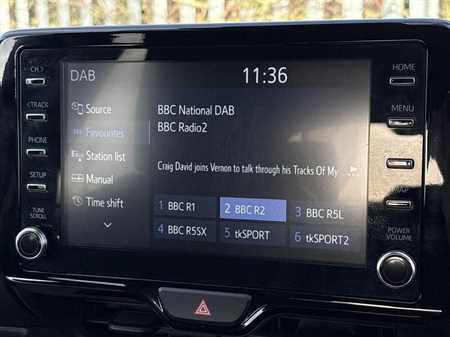 DAB
11:36
CH
HOME
Source
BBC National DAB
BBC Radio2
MENU
TRACK
Favourites
PHONE
Station list
Craig David joins Vernon to talk through his Tracks Of My
SETUP
Manual
MAP
TUNE
SCROLL
Time shift
1 BBC R1
2 BBC R2
3 BBC R5L
POWER
VOLUME
4 BBC R5SX
5 tkSPORT
6 tkSPORT2